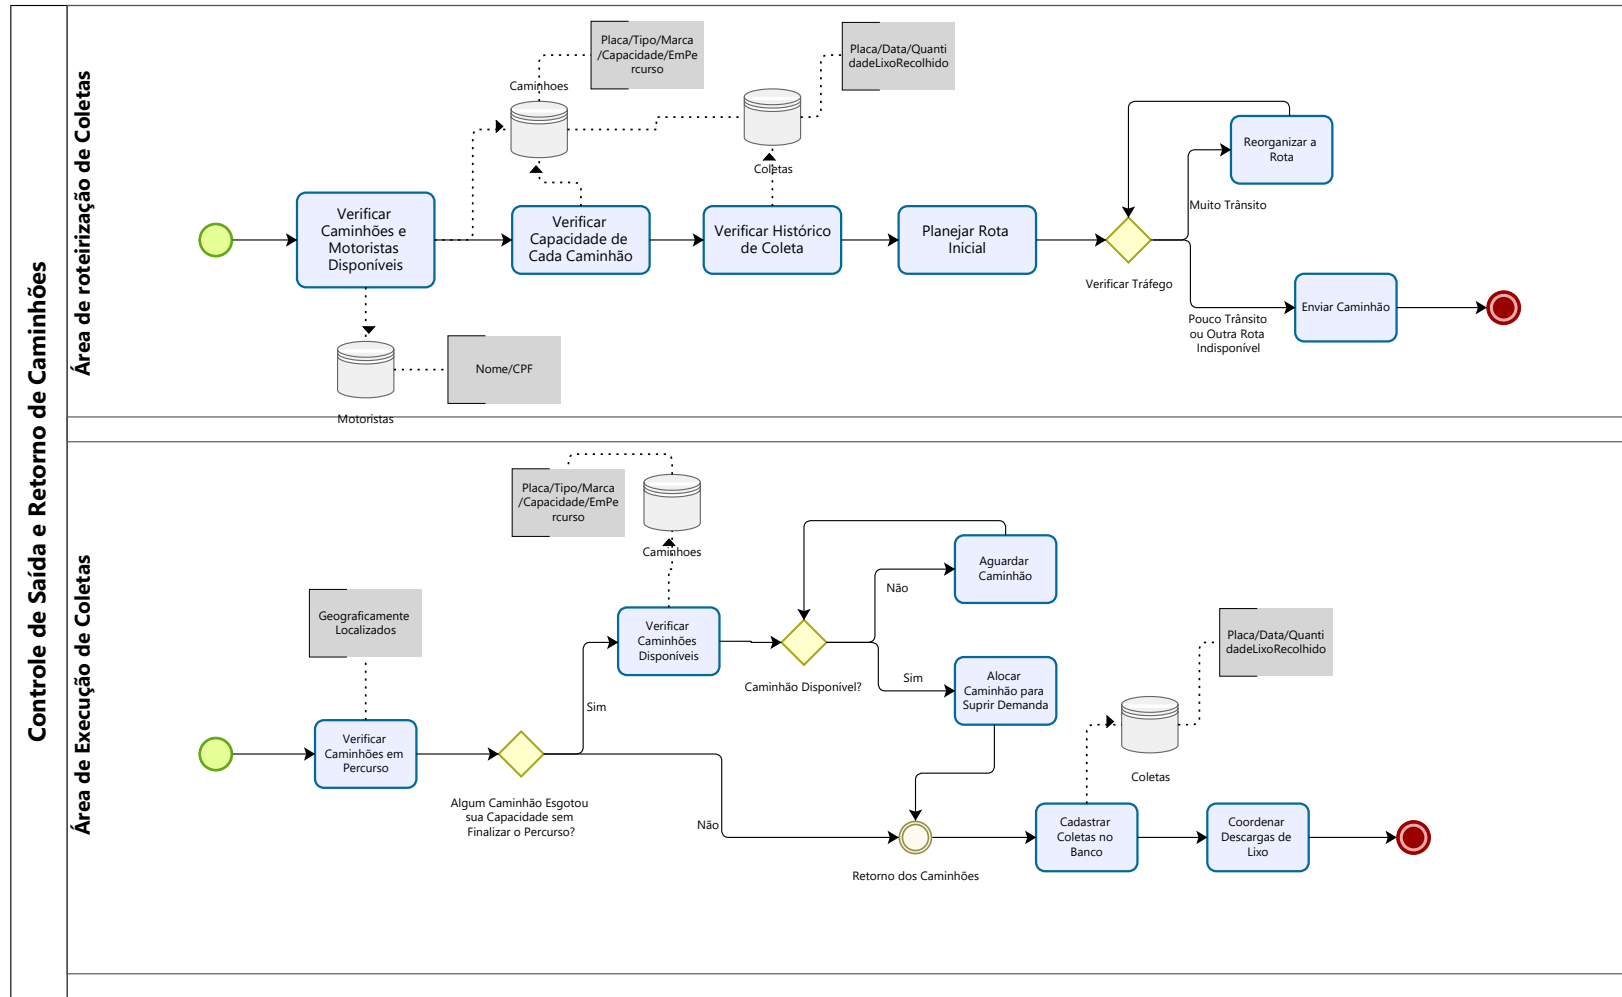 Controle de Saída e Retorno de Caminhões
Área de roteirização de Coletas
Placa/Tipo/Marca
/Capacidade/EmPe
rcurso
Placa/Data/Quanti
dadeLixoRecolhido
Caminhoes
Coletas
Reorganizar a
Rota
Muito Trânsito
Verificar
Caminhões e
Motoristas
Disponíveis
Verificar
Capacidade de
Cada Caminhão
Verificar Histórico
de Coleta
Planejar Rota
Inicial
Verificar Tráfego
Enviar Caminhão
Pouco Trânsito
ou Outra Rota
Indisponível
Nome/CPF
Motoristas
Área de Execução de Coletas
Placa/Tipo/Marca
/Capacidade/EmPe
rcurso
Caminhoes
Geograficamente
Localizados
Verificar
Caminhões
Disponíveis
Aguardar
Caminhão
Não
Caminhão Disponível?
Sim
Alocar
Caminhão para
Suprir Demanda
Placa/Data/Quanti
dadeLixoRecolhido
Sim
Verificar
Caminhões em
Percurso
Algum Caminhão Esgotou
sua Capacidade sem
Finalizar o Percurso?
Não
Coletas
Retorno dos Caminhões
Cadastrar
Coletas no
Banco
Coordenar
Descargas de
Lixo